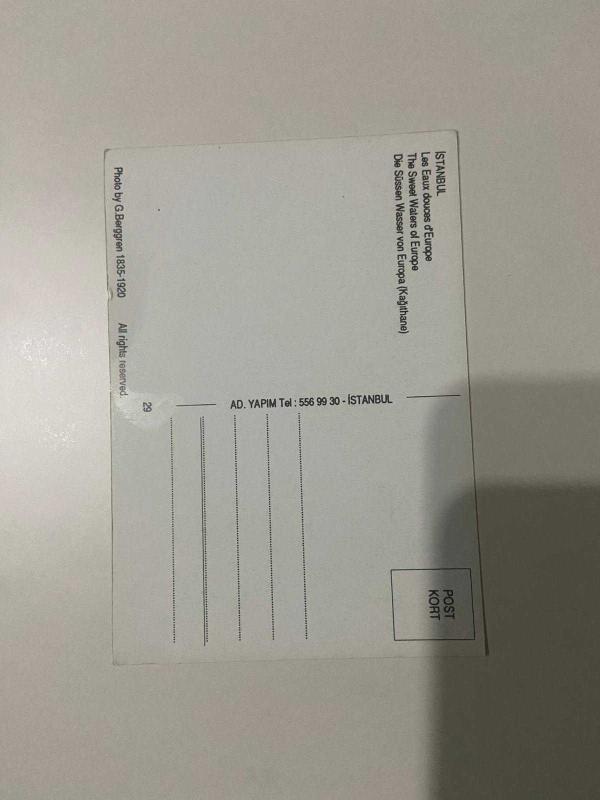 İSTANBUL
Les Eaux douces d'Europe
The Sweet Waters of Europe
Die Süssen Wasser von Europa (Kağıthane)
POST
KORT
AD. YAPIM Tel : 556 99 30 - İSTANBUL
29
Photo by G.Berggren 1835-1920 All rights reserved.